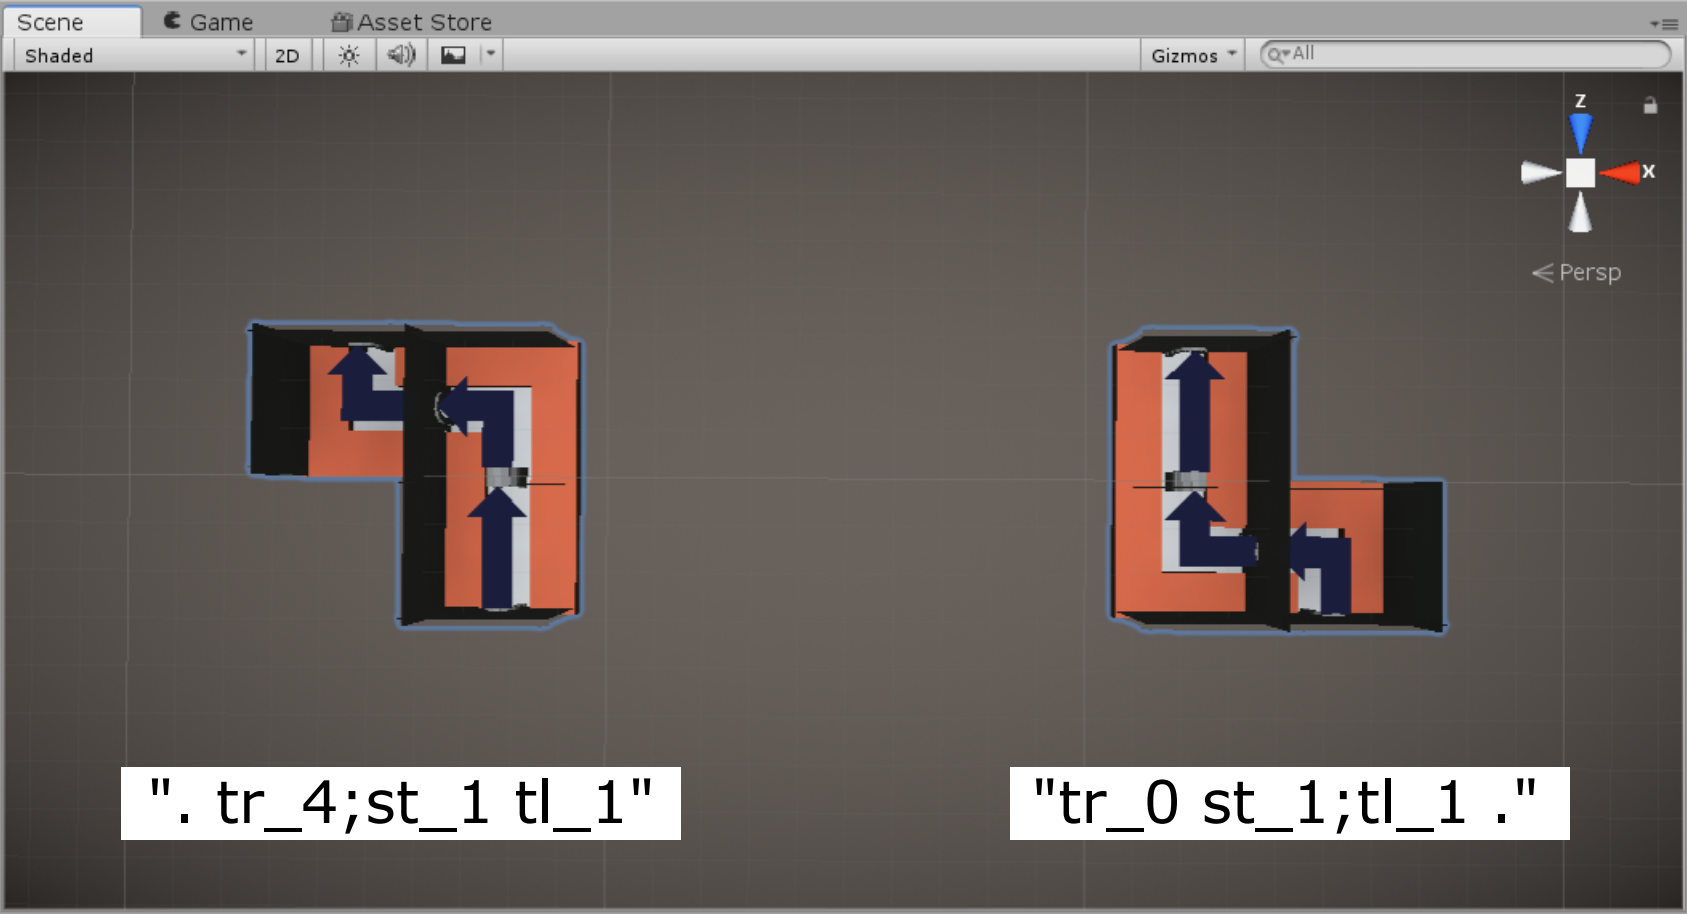 Scene Game Asset Store
Shaded 2D Gizmos All
Z
X
Persp
". tr_4;st_1 tl_1" "tr_0 st_1;tl_1 ."